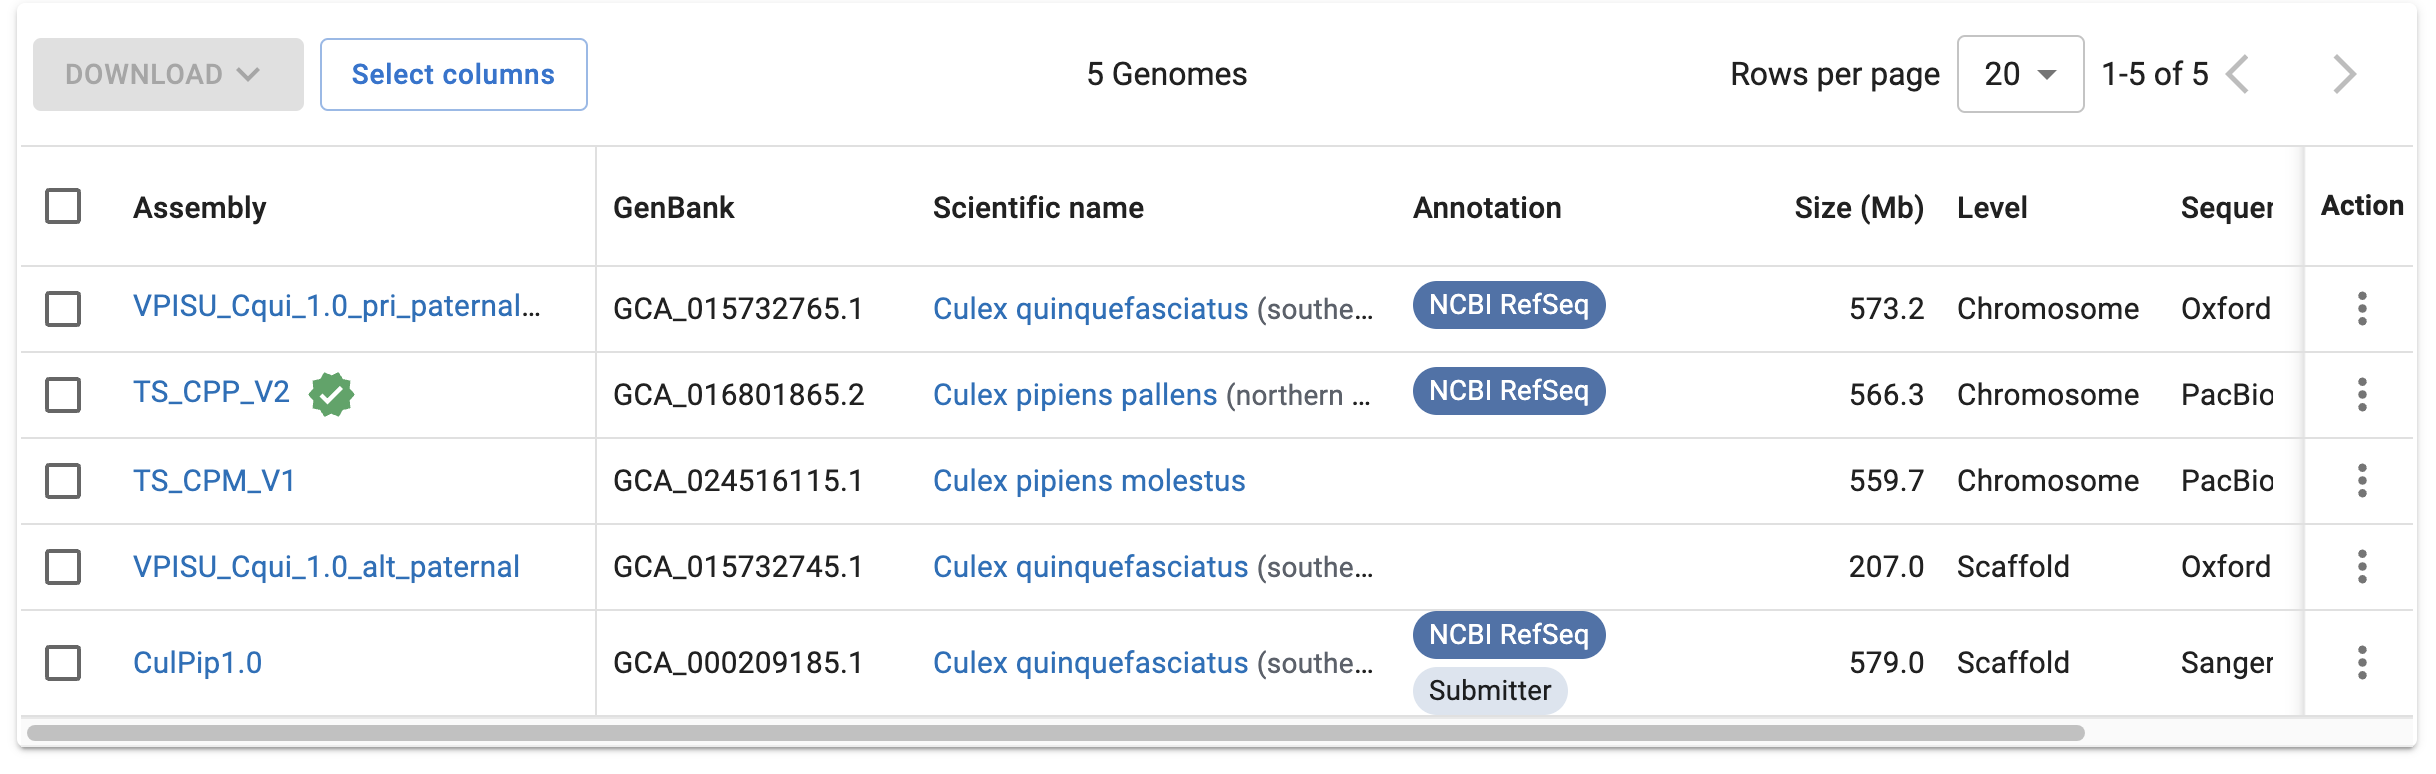 DOWNLOAD Select columns 5 Genomes Rows per page 20 1-5 of 5
Assembly GenBank Scientific name Annotation Size (Mb) Level Sequer Action
VPISU_Cqui_1.0_pri_paternal... GCA_015732765.1 Culex quinquefasciatus (southe... NCBI RefSeq 573.2 Chromosome Oxford
TS_CPP_V2 GCA_016801865.2 Culex pipiens pallens (northern ... NCBI RefSeq 566.3 Chromosome PacBio
TS_CPM_V1 GCA_024516115.1 Culex pipiens molestus 559.7 Chromosome PacBio
VPISU_Cqui_1.0_alt_paternal GCA_015732745.1 Culex quinquefasciatus (southe... 207.0 Scaffold Oxford
CulPip1.0 GCA_000209185.1 Culex quinquefasciatus (southe... NCBI RefSeq 579.0 Scaffold Sanger
Submitter